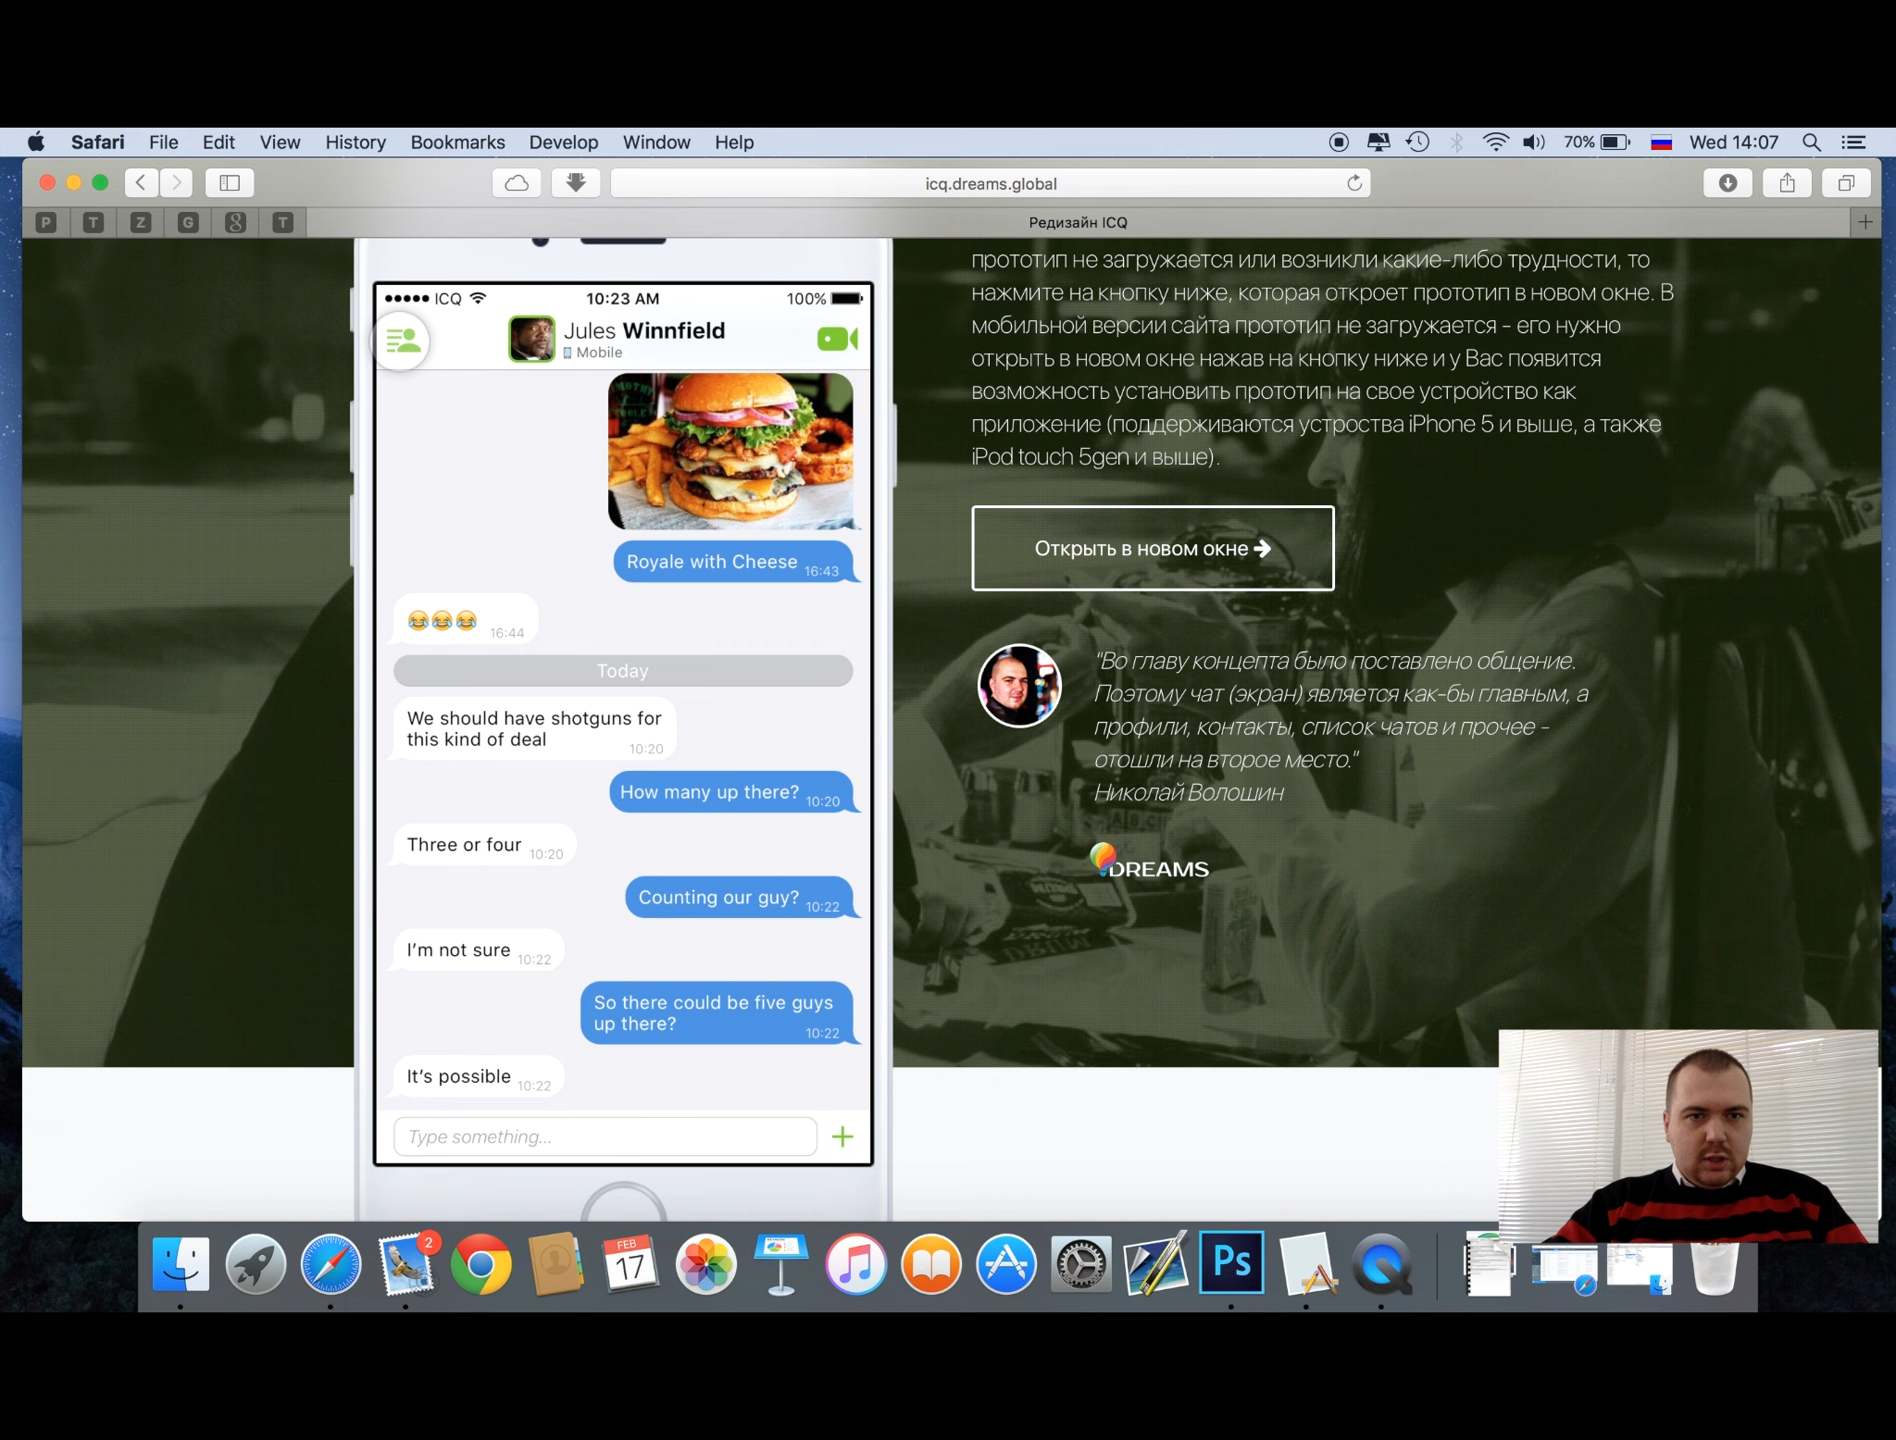 Safari File Edit View History Bookmarks Develop Window Help 70% Wed 14:07
icq.dreams.global
P T Z G 8 T Редизайн ICQ
ICQ 10:23 AM 100%
Jules Winnfield
Mobile
Royale with Cheese 16:43
16:44
Today
We should have shotguns for
this kind of deal 10:20
How many up there? 10:20
Three or four 10:20
Counting our guy? 10:22
I'm not sure 10:22
So there could be five guys
up there? 10:22
It's possible 10:22
Type something...
прототип не загружается или возникли какие-либо трудности, то
нажмите на кнопку ниже, которая откроет прототип в новом окне. В
мобильной версии сайта прототип не загружается - его нужно
открыть в новом окне нажав на кнопку ниже и у Вас появится
возможность установить прототип на свое устройство как
приложение (поддерживаются устроства iPhone 5 и выше, а также
iPod touch 5gen и выше).
Открыть в новом окне
"Во главу концепта было поставлено общение.
Поэтому чат (экран) является как-бы главным, а
профили, контакты, список чатов и прочее -
отошли на второе место."
Николай Волошин
DREAMS
2
FEB
17
Ps